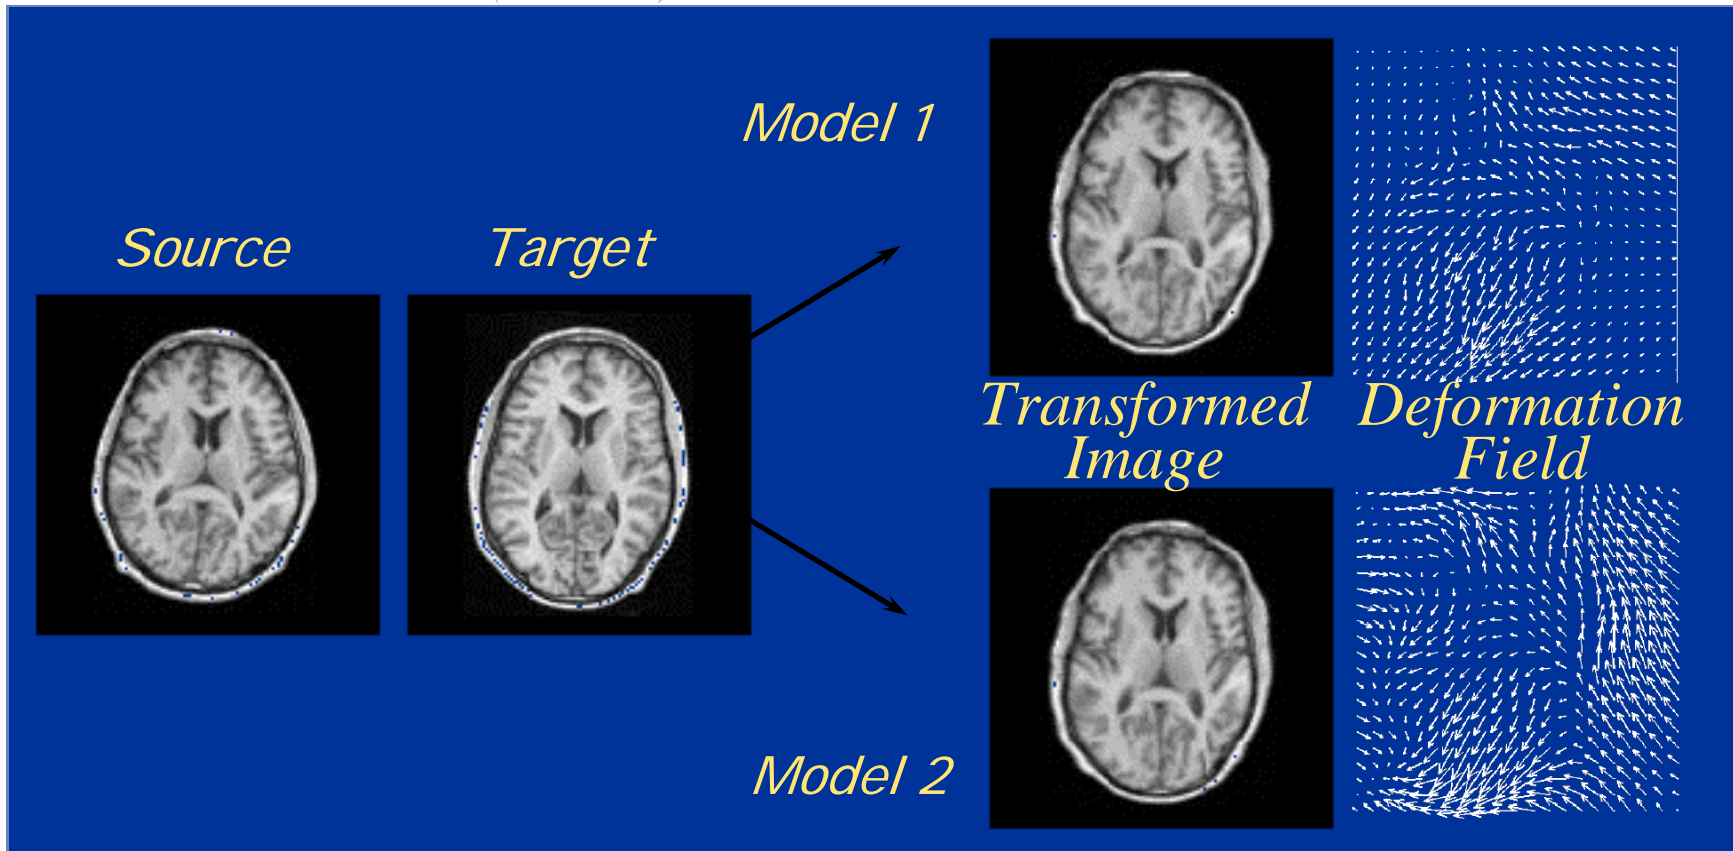 Model 1
Source
Target
Transformed
Image
Deformation
Field
Model 2